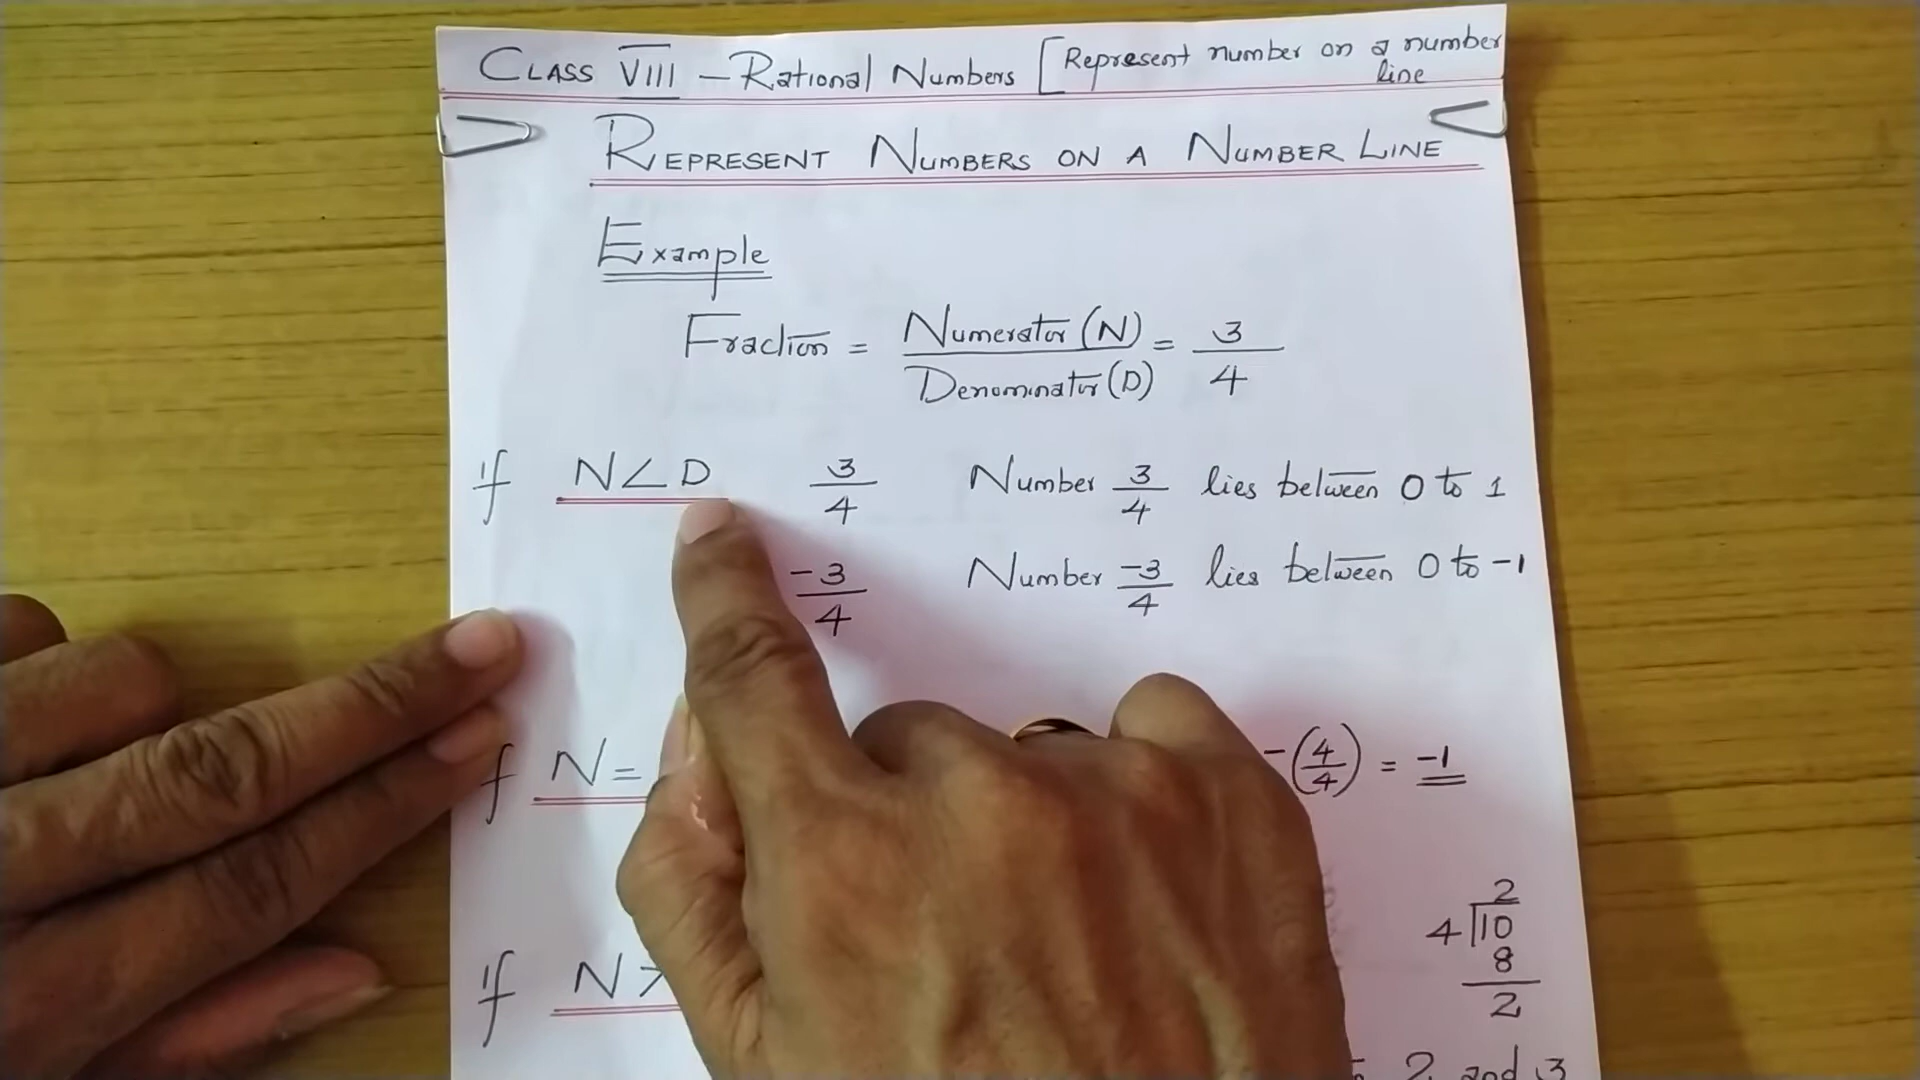 CLASS VIII - Rational Numbers [Represent number on a number line
REPRESENT NUMBERS ON A NUMBER LINE
Example
Fraction = Numerator (N) / Denominator (D) = 3/4
if N < D 3/4 Number 3/4 lies between 0 to 1
-3/4 Number -3/4 lies between 0 to -1
f N = -(4/4) = -1
2
4 10
8
if N >
2
2 and 3